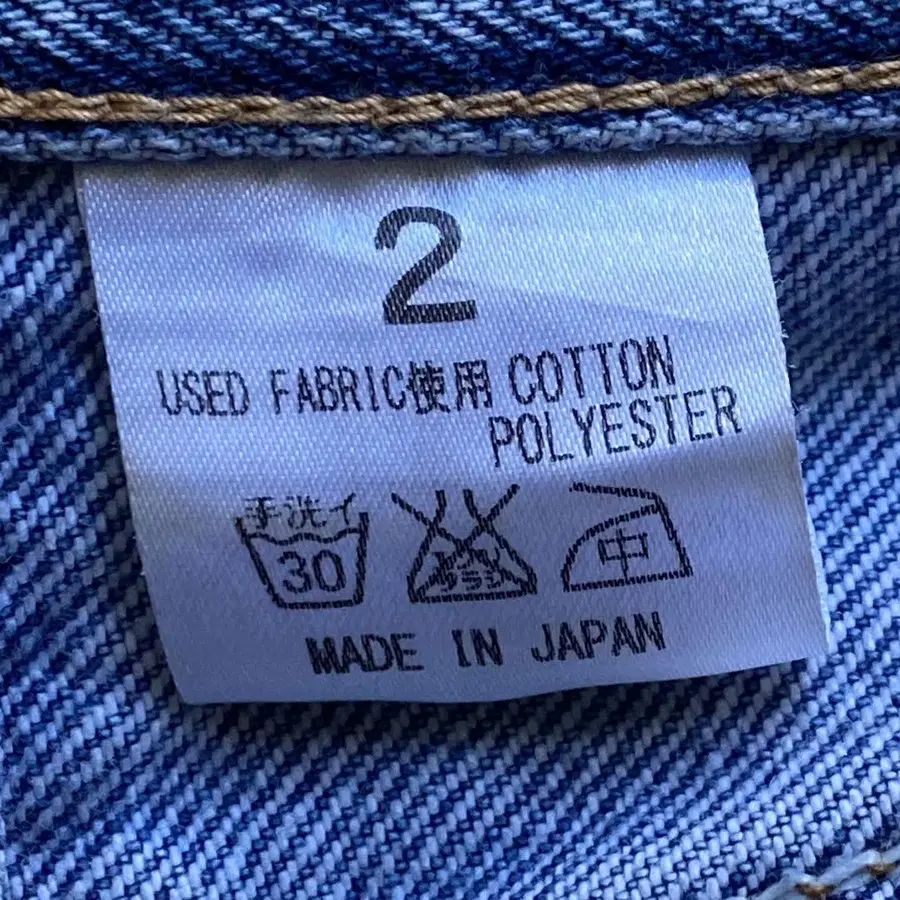 2
USED FABRIC使用 COTTON
POLYESTER
手洗イ
30
中
MADE IN JAPAN